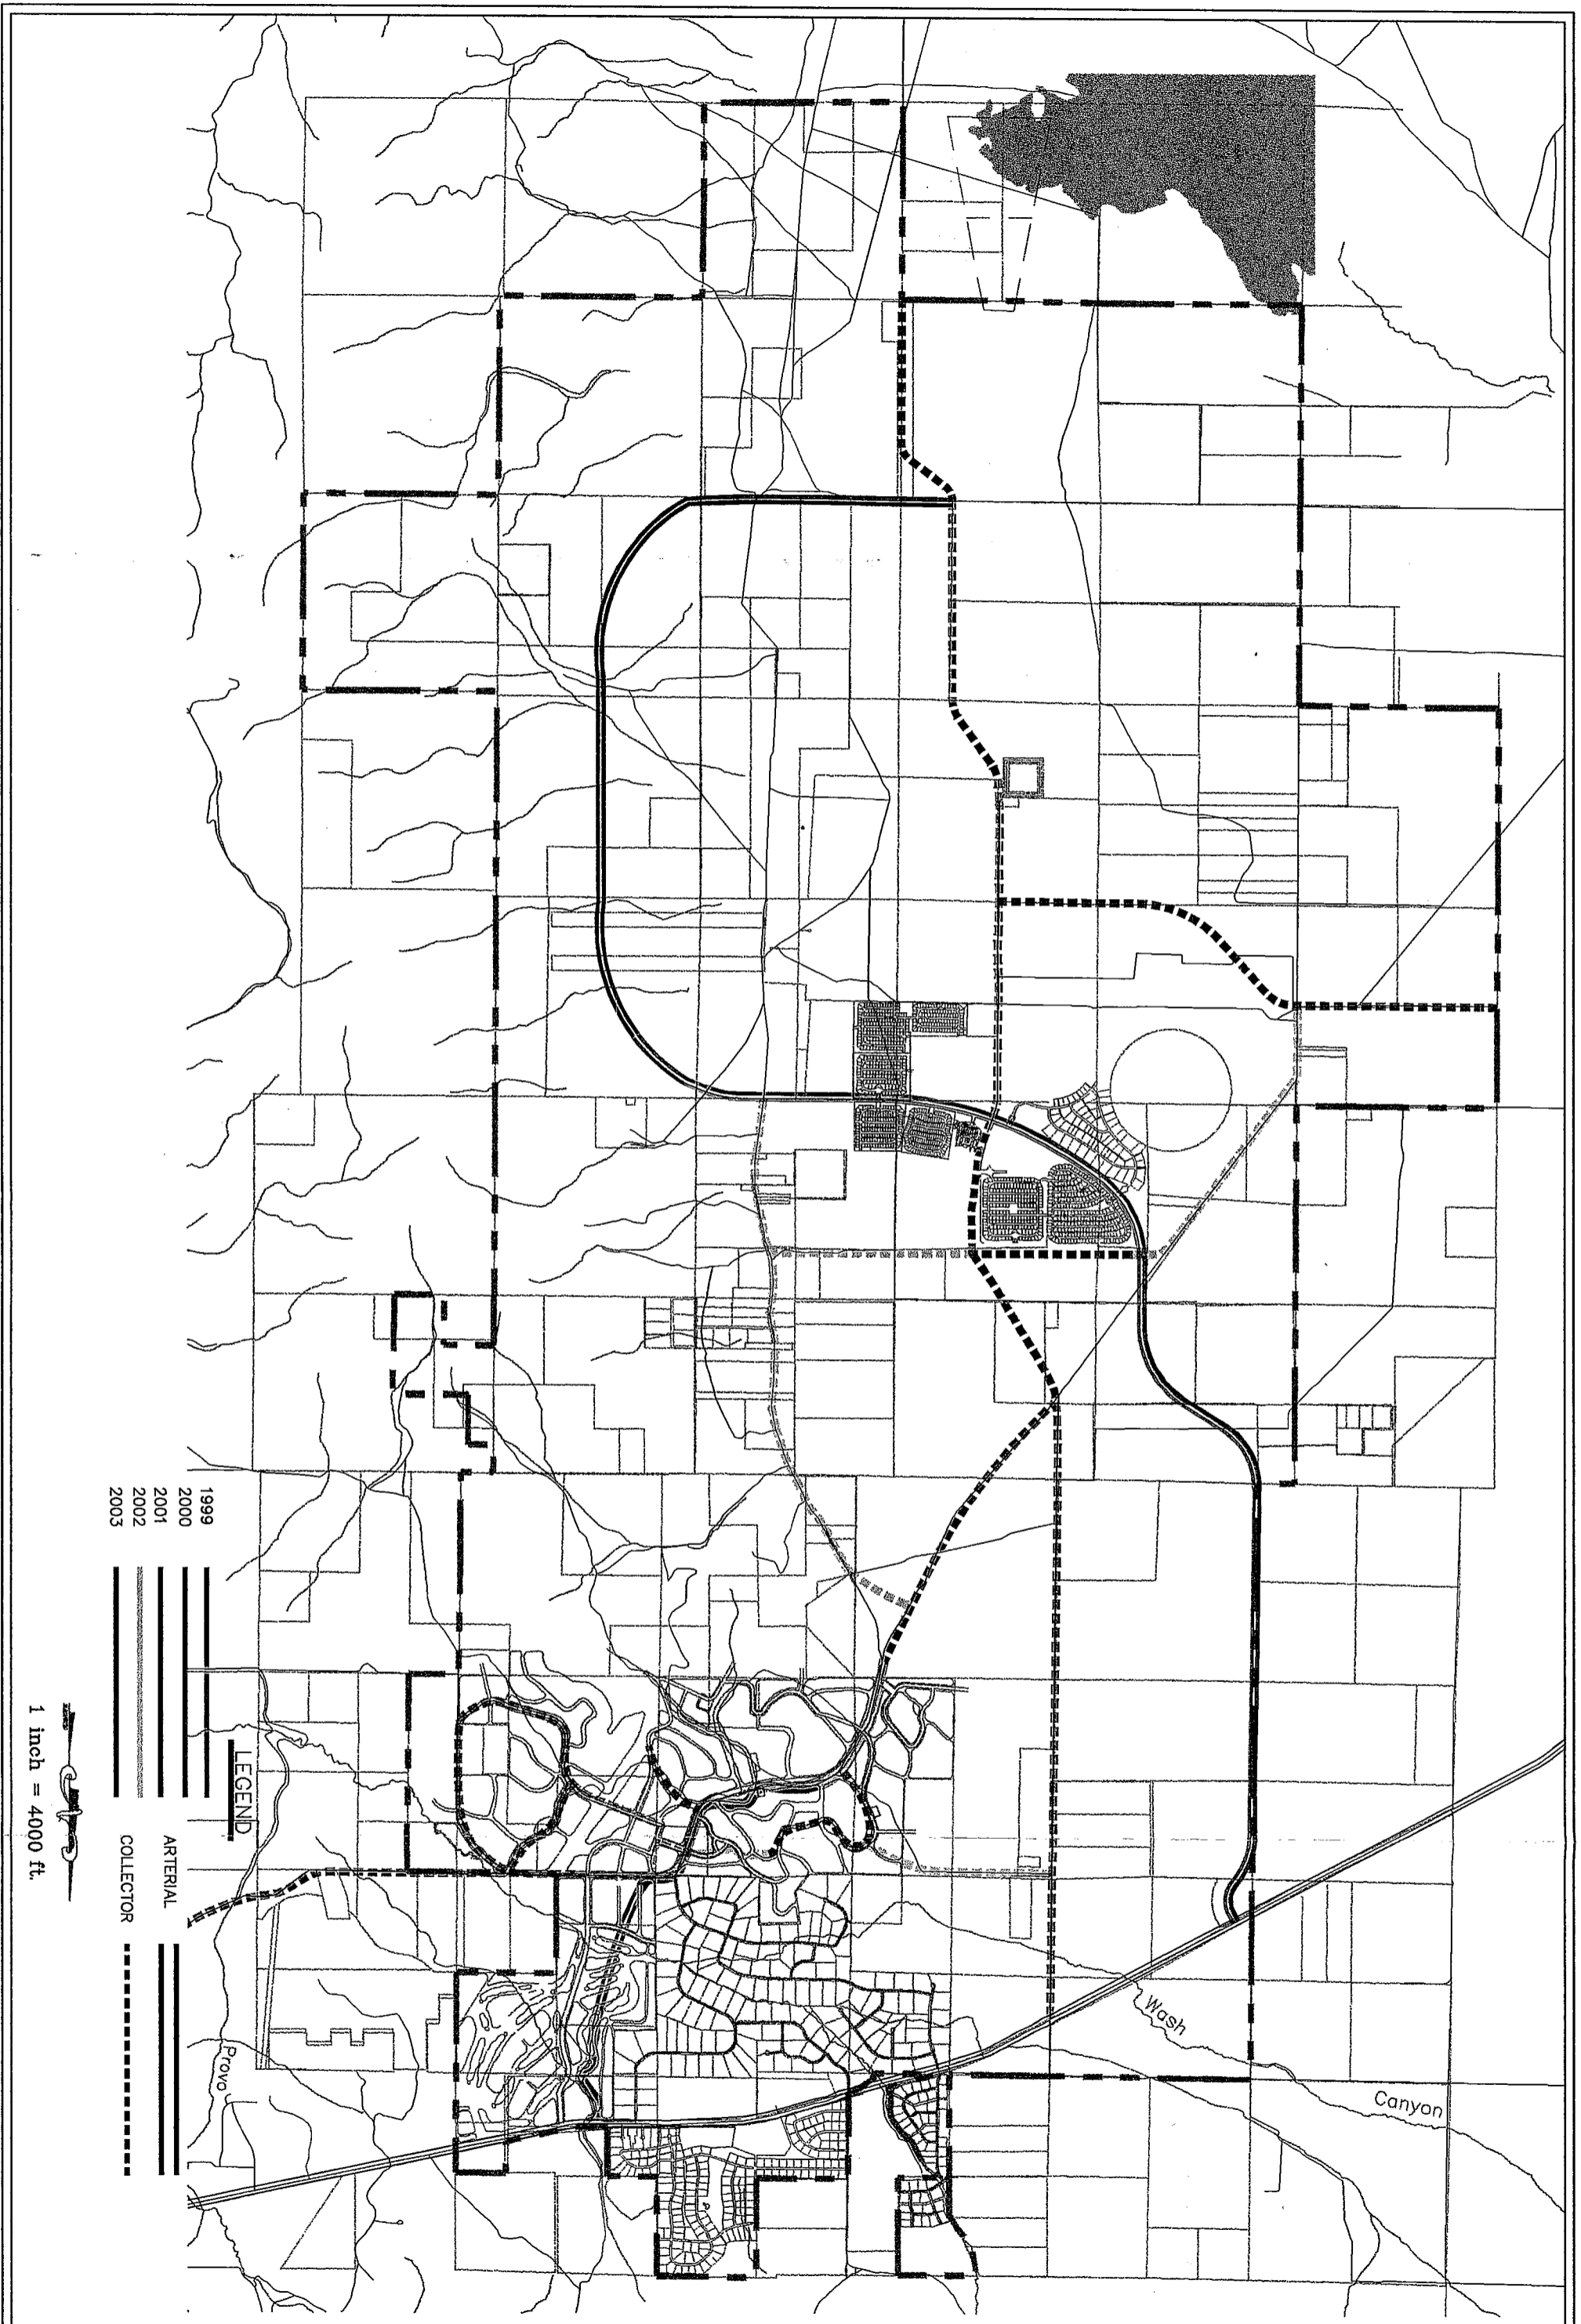 Wash
Canyon
Provo
LEGEND
1999
2000
2001
2002
2003
ARTERIAL
COLLECTOR
1 inch = 4000 ft.